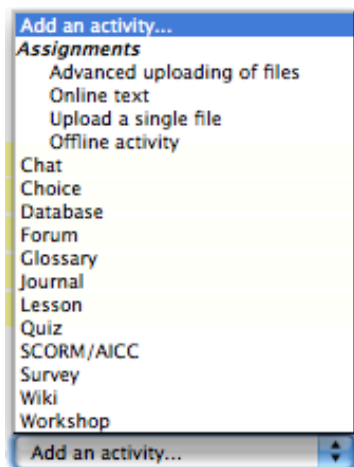 Add an activity...
Assignments
Advanced uploading of files
Online text
Upload a single file
Offline activity
Chat
Choice
Database
Forum
Glossary
Journal
Lesson
Quiz
SCORM/AICC
Survey
Wiki
Workshop
Add an activity...